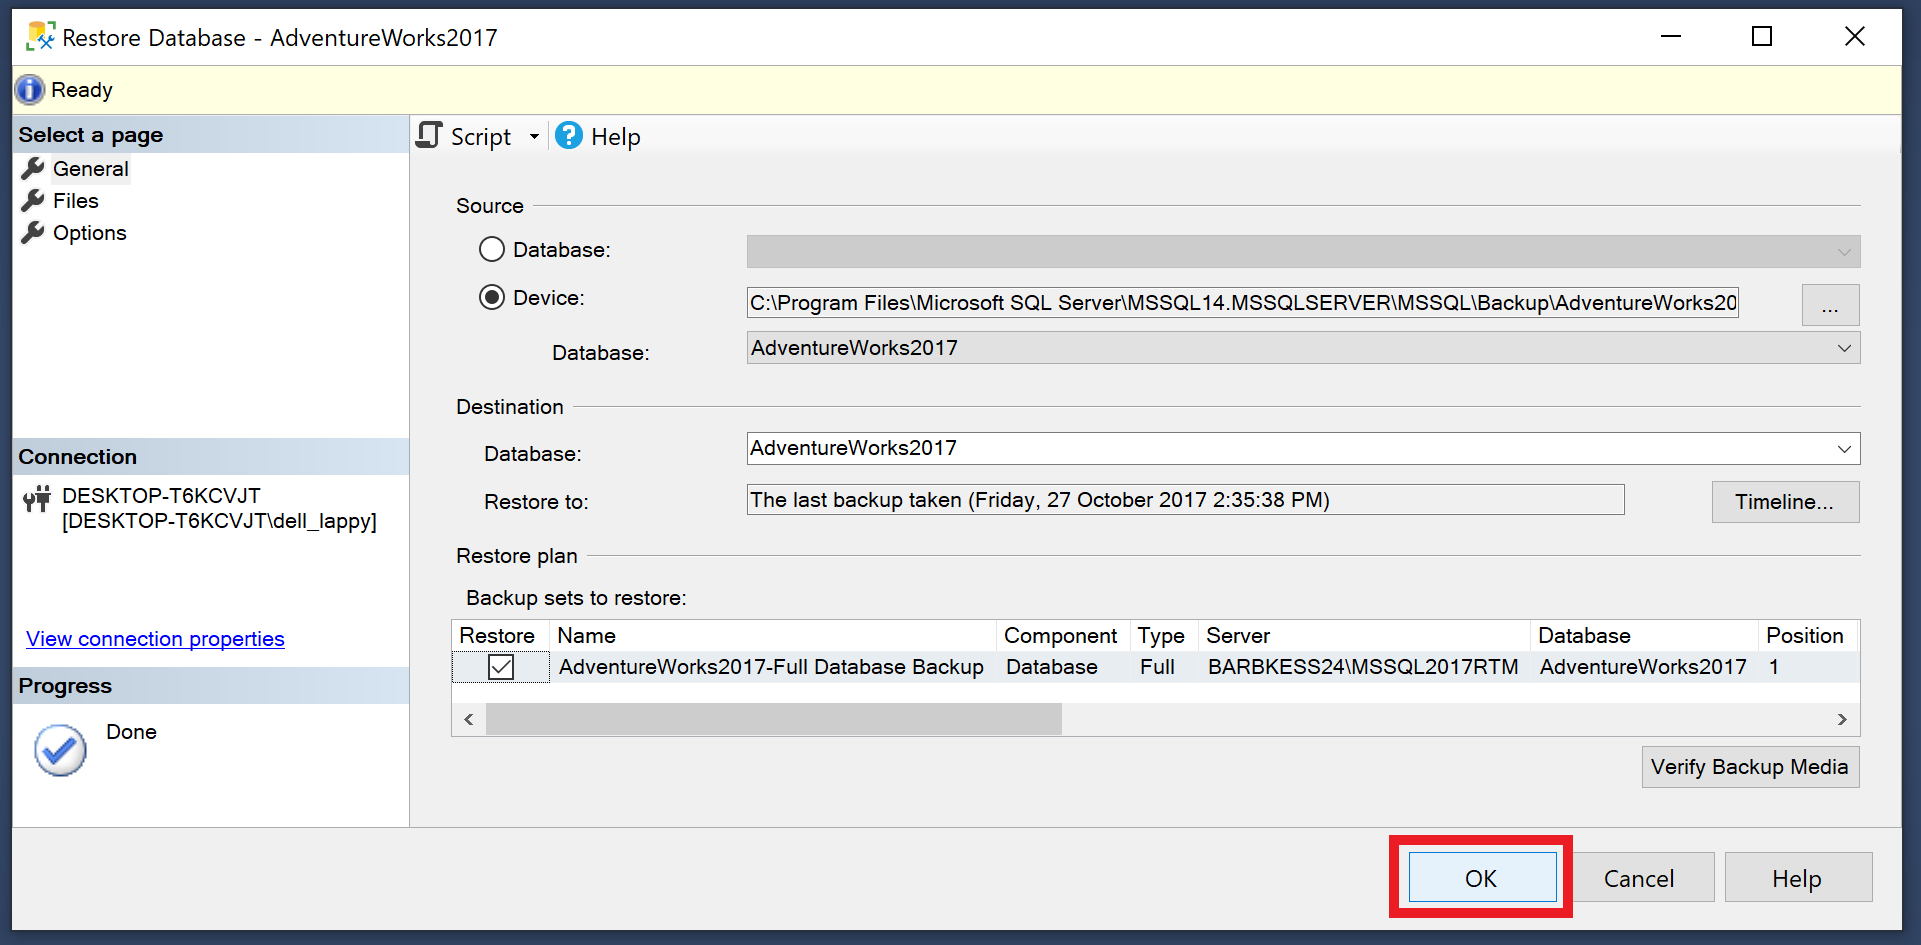 Restore Database - AdventureWorks2017
Ready
Select a page
General
Files
Options
Connection
DESKTOP-T6KCVJT
[DESKTOP-T6KCVJT\dell_lappy]
View connection properties
Progress
Done
Script
Help
Source
Database:
Device:
C:\Program Files\Microsoft SQL Server\MSSQL14.MSSQLSERVER\MSSQL\Backup\AdventureWorks20
...
Database:
AdventureWorks2017
Destination
Database:
AdventureWorks2017
Restore to:
The last backup taken (Friday, 27 October 2017 2:35:38 PM)
Timeline...
Restore plan
Backup sets to restore:
Restore Name Component Type Server Database Position
AdventureWorks2017-Full Database Backup Database Full BARBKESS24\MSSQL2017RTM AdventureWorks2017 1
Verify Backup Media
OK
Cancel
Help